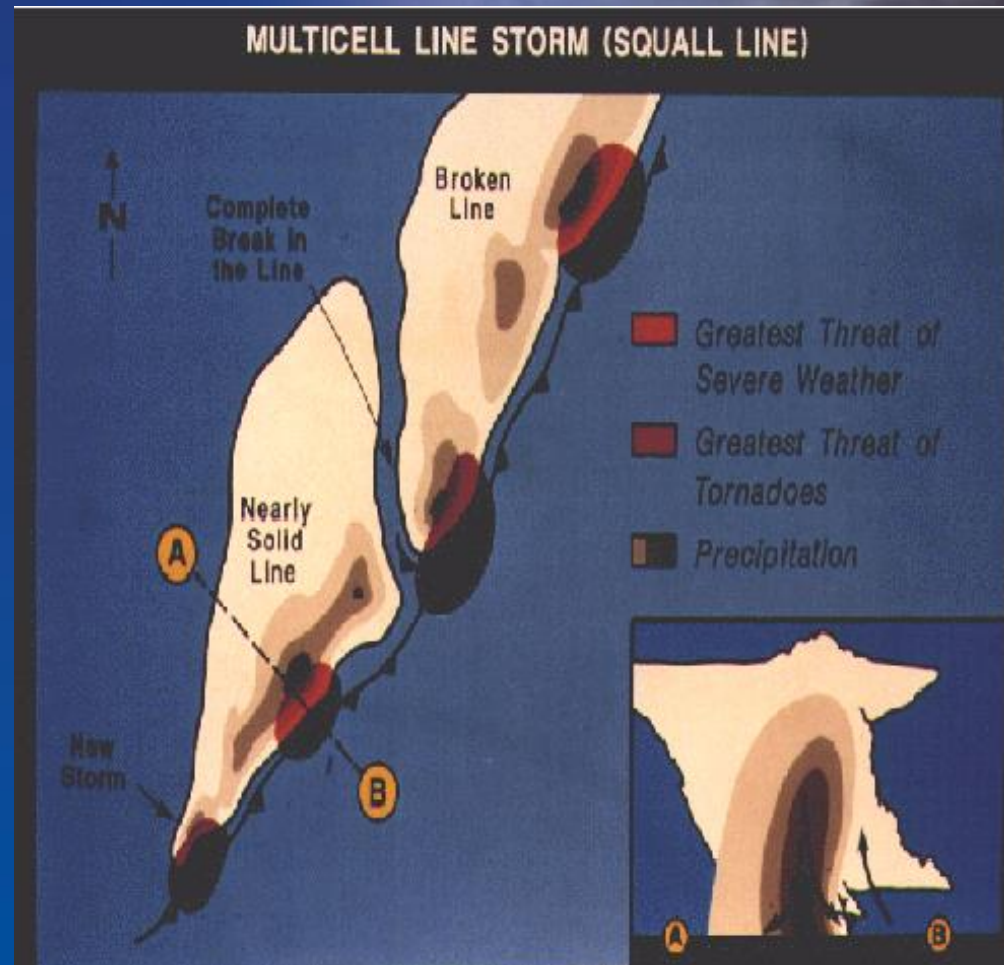 MULTICELL LINE STORM (SQUALL LINE)
N
Complete
Break in
the Line
Broken
Line
Greatest Threat of
Severe Weather
Greatest Threat of
Tornadoes
Precipitation
Nearly
Solid
Line
A
New
Storm
B
A
B